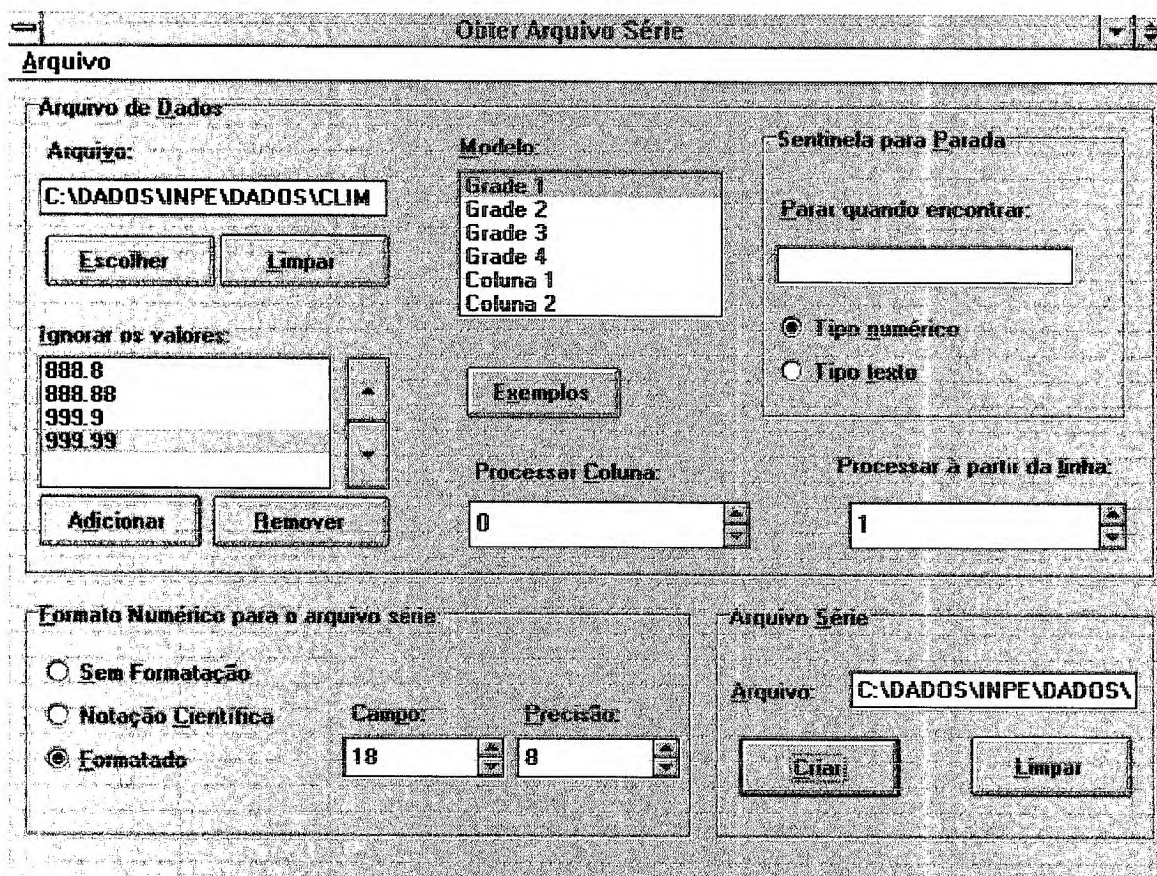 Obter Arquivo Série
Arquivo
Arquivo de Dados
Arquivo:
C:\DADOS\INPE\DADOS\CLIM
Escolher
Limpar
Ignorar os valores:
888.8
888.88
999.9
999.99
Adicionar
Remover
Modelo:
Grade 1
Grade 2
Grade 3
Grade 4
Coluna 1
Coluna 2
Exemplos
Processar Coluna:
0
Sentinela para Parada
Parar quando encontrar:
Tipo numérico
Tipo texto
Processar à partir da linha:
1
Formato Numérico para o arquivo série:
Sem Formatação
Notação Científica
Formatado
Campo:
18
Precisão:
8
Arquivo Série
Arquivo:
C:\DADOS\INPE\DADOS\
Criar
Limpar